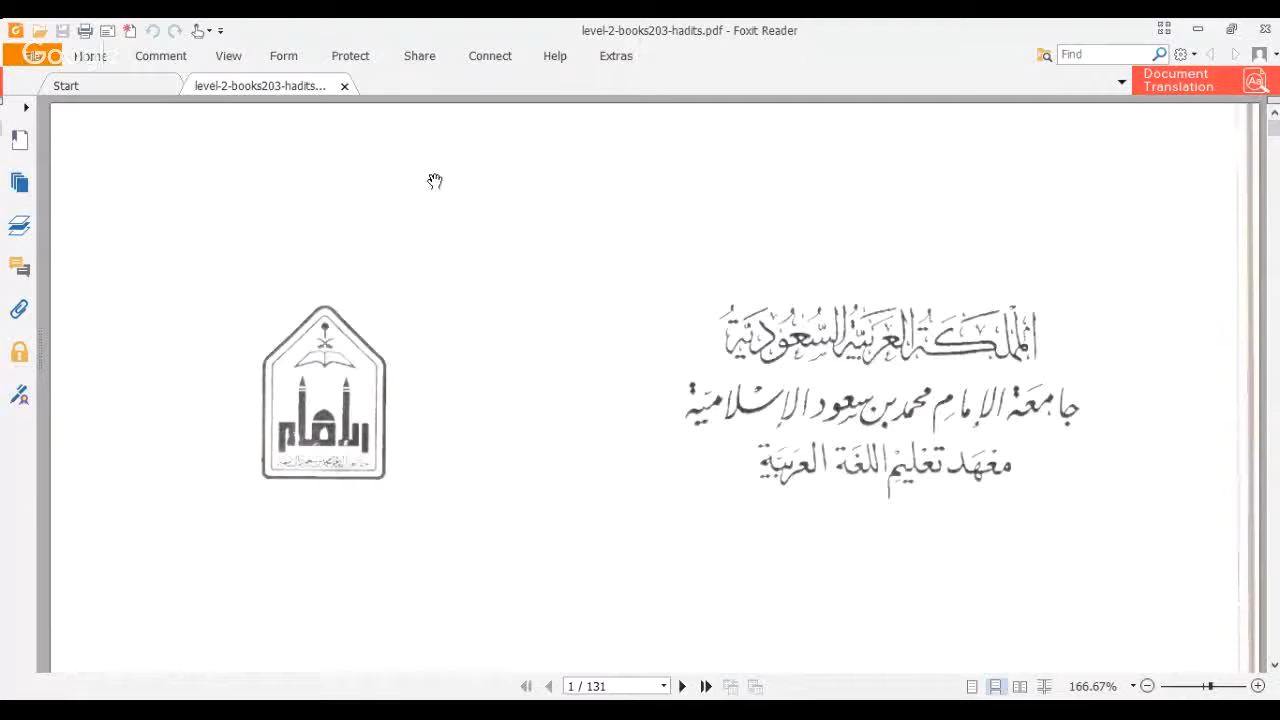 level-2-books203-hadits.pdf - Foxit Reader
Home Comment View Form Protect Share Connect Help Extras
Find
Start
level-2-books203-hadits...
Document
Translation
المملكة العربية السعودية
جامعة الإمام محمد بن سعود الإسلامية
معهد تعليم اللغة العربية
الإمام
1 / 131
166.67%